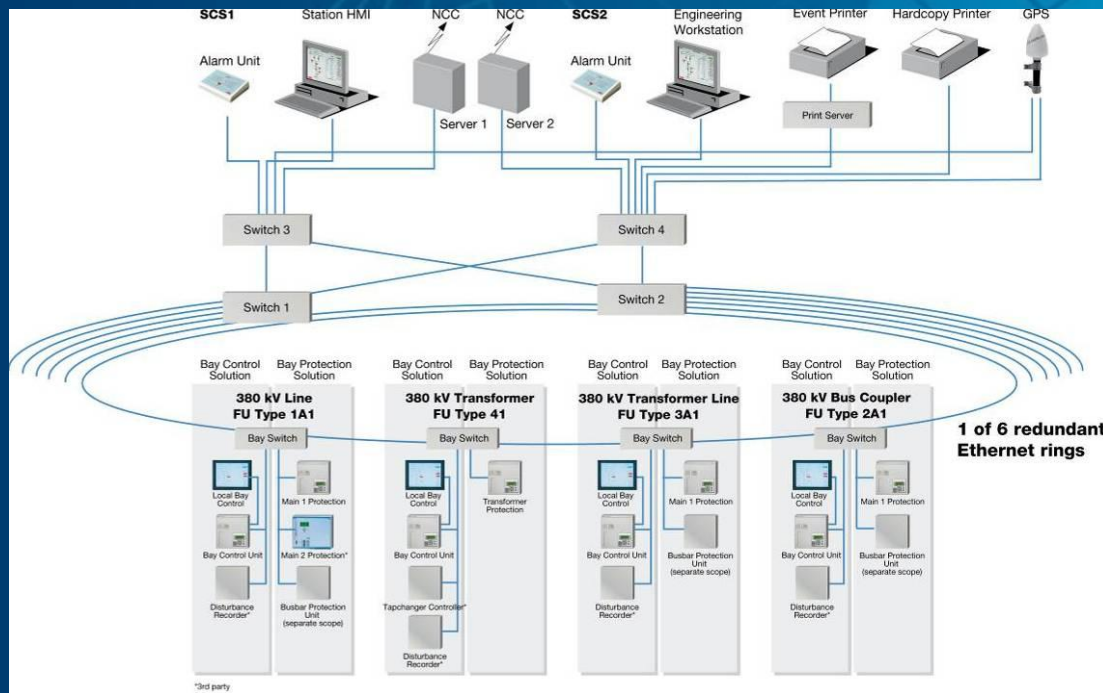 SCS1
Station HMI
NCC
NCC
SCS2
Engineering
Workstation
Event Printer
Hardcopy Printer
GPS
Alarm Unit
Alarm Unit
Server 1
Server 2
Print Server
Switch 3
Switch 4
Switch 1
Switch 2
Bay Control
Solution
Bay Protection
Solution
380 kV Line
FU Type 1A1
Bay Switch
Local Bay
Control
Main 1 Protection
Bay Control Unit
Main 2 Protection*
Disturbance
Recorder*
Busbar Protection
Unit
(separate scope)
Bay Control
Solution
Bay Protection
Solution
380 kV Transformer
FU Type 41
Bay Switch
Local Bay
Control
Transformer
Protection
Bay Control Unit
Tapchanger Controller*
Disturbance
Recorder*
Bay Control
Solution
Bay Protection
Solution
380 kV Transformer Line
FU Type 3A1
Bay Switch
Local Bay
Control
Main 1 Protection
Bay Control Unit
Busbar Protection
Unit
(separate scope)
Disturbance
Recorder*
Bay Control
Solution
Bay Protection
Solution
380 kV Bus Coupler
FU Type 2A1
Bay Switch
Local Bay
Control
Main 1 Protection
Bay Control Unit
Busbar Protection
Unit
(separate scope)
Disturbance
Recorder*
1 of 6 redundant
Ethernet rings
*3rd party